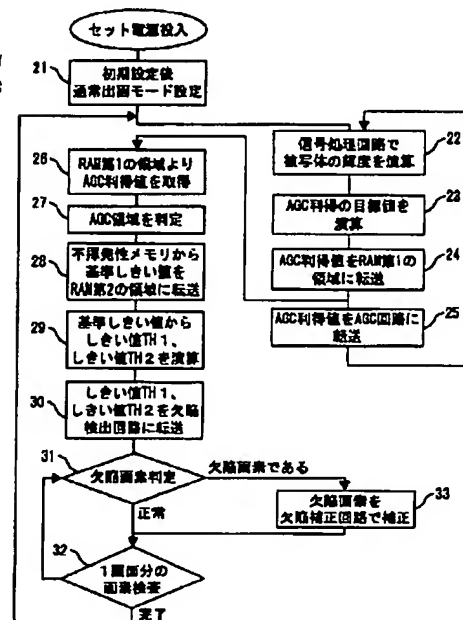 セット電源投入
21
初期設定後
通常出画モード設定
26
RAM第1の領域より
AGC利得値を取得
27
AGC領域を判定
28
不揮発性メモリから
基準しきい値を
RAM第2の領域に転送
29
基準しきい値から
しきい値TH1、
しきい値TH2を演算
30
しきい値TH1、
しきい値TH2を欠陥
検出回路に転送
31
欠陥画素判定
欠陥画素である
正常
32
1画面分の
画素検査
完了
信号処理回路で
被写体の輝度を演算
22
AGC利得の目標値を
演算
23
AGC利得値をRAM第1の
領域に転送
24
AGC利得値をAGC回路に
転送
25
欠陥画素を
欠陥補正回路で補正
33